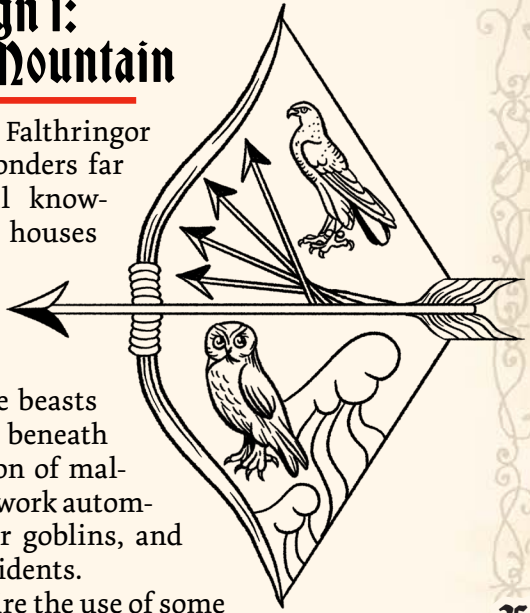 gn 1:
Mountain
Falthringor
onders far
l know-
houses
e beasts
beneath
on of mal-
work autom-
r goblins, and
idents.
re the use of some